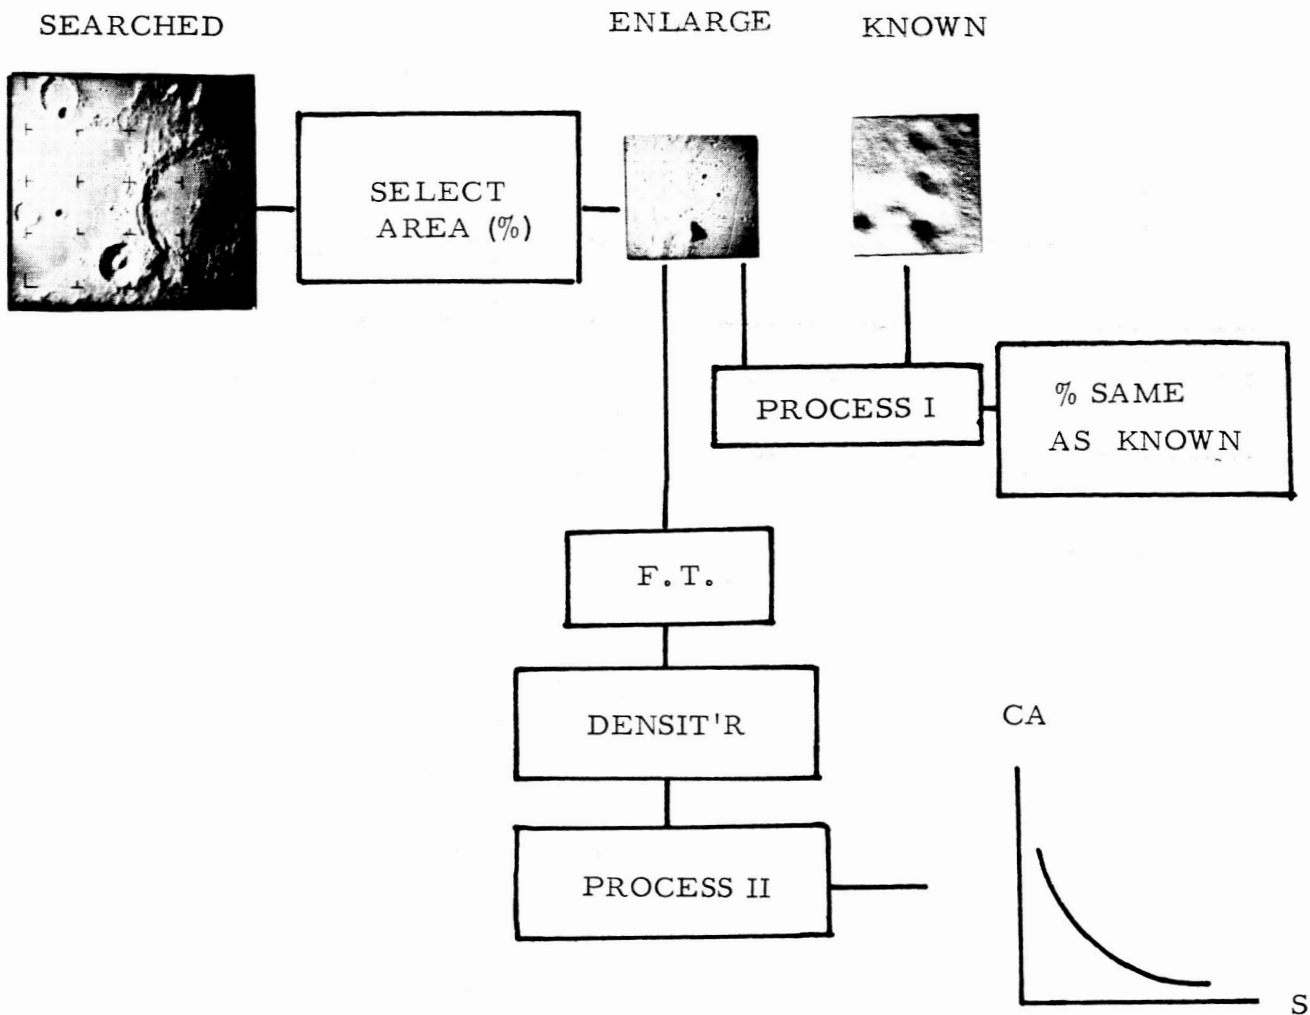 SEARCHED
ENLARGE
KNOWN
SELECT
AREA (%)
PROCESS I
% SAME
AS KNOWN
F. T.
DENSIT'R
PROCESS II
CA
S